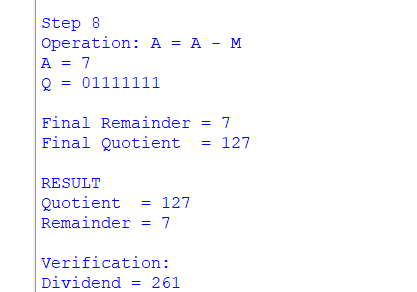 Step 8
Operation: A = A - M
A = 7
Q = 01111111
Final Remainder = 7
Final Quotient  = 127
RESULT
Quotient  = 127
Remainder = 7
Verification:
Dividend = 261